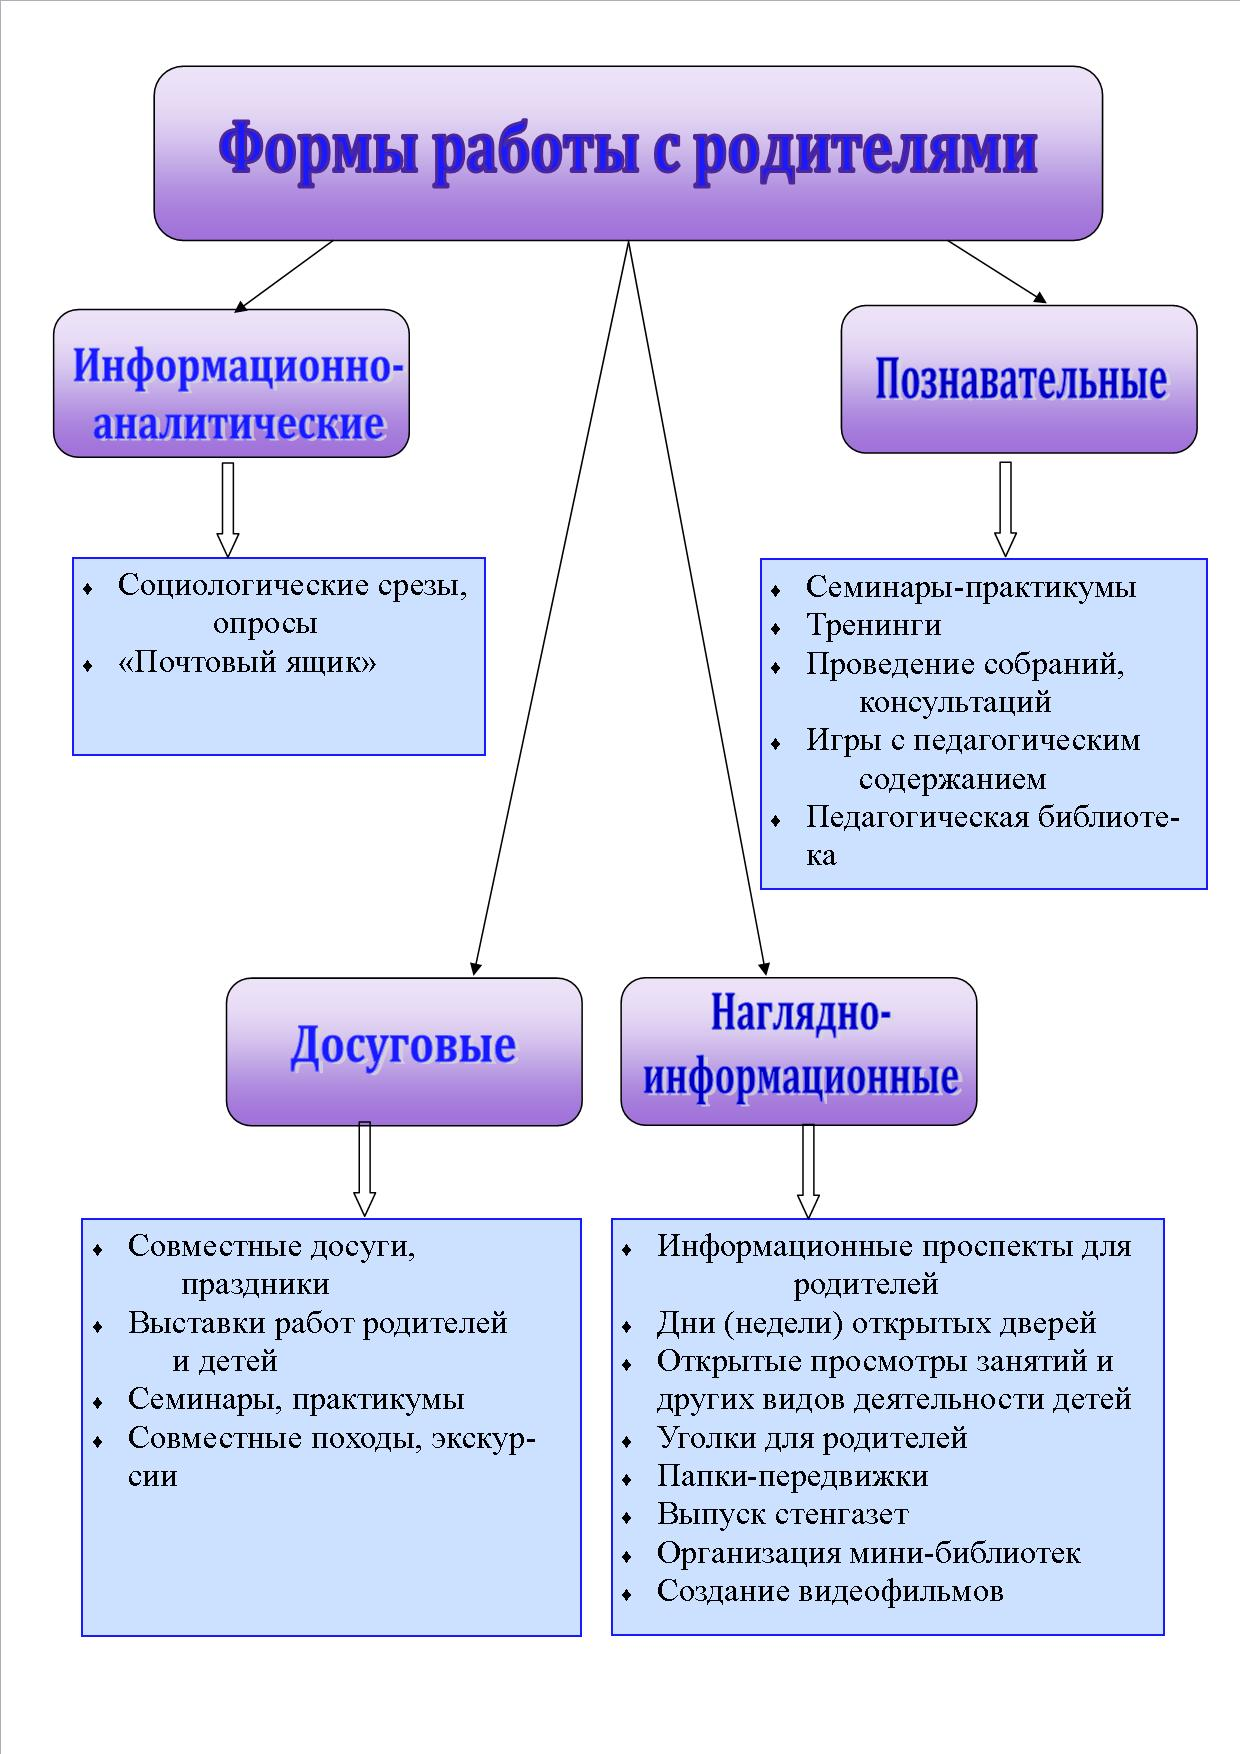 Формы работы с родителями
Информационно-
аналитические
Познавательные
Социологические срезы,
опросы
«Почтовый ящик»
Семинары-практикумы
Тренинги
Проведение собраний,
консультаций
Игры с педагогическим
содержанием
Педагогическая библиоте-
ка
Досуговые
Наглядно-
информационные
Совместные досуги,
праздники
Выставки работ родителей
и детей
Семинары, практикумы
Совместные походы, экскур-
сии
Информационные проспекты для
родителей
Дни (недели) открытых дверей
Открытые просмотры занятий и
других видов деятельности детей
Уголки для родителей
Папки-передвижки
Выпуск стенгазет
Организация мини-библиотек
Создание видеофильмов